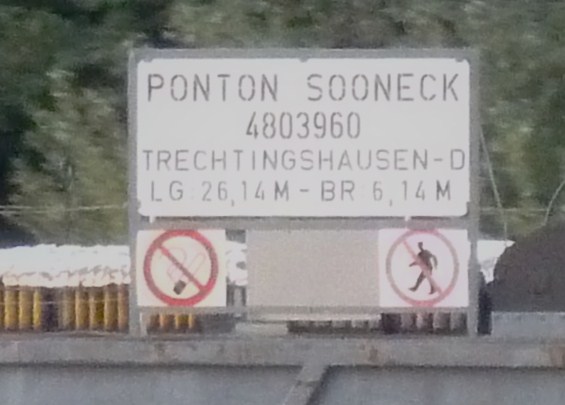 PONTON SOONECK
4803960
TRECHTINGSHAUSEN-D
LG 26,14 M - BR 6,14 M